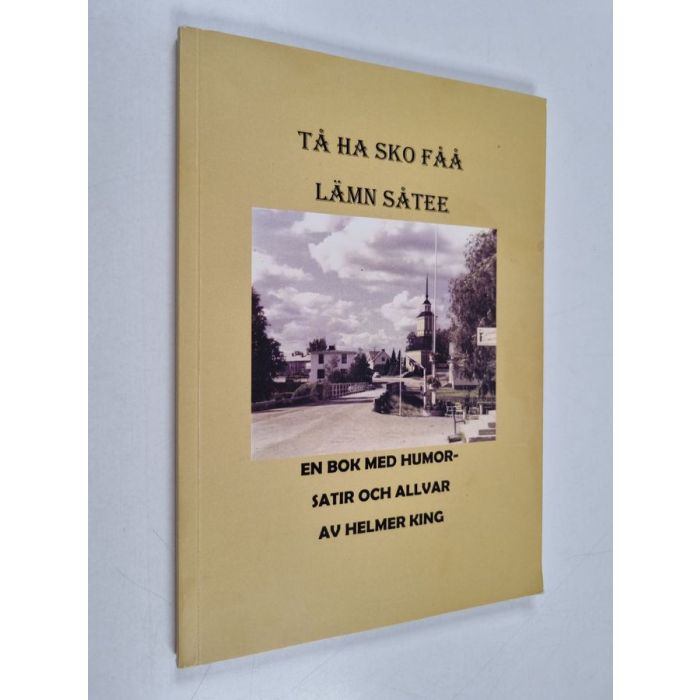 TÅ HA SKO FÅÅ
LÄMN SÅTEE
EN BOK MED HUMOR-
SATIR OCH ALLVAR
AV HELMER KING